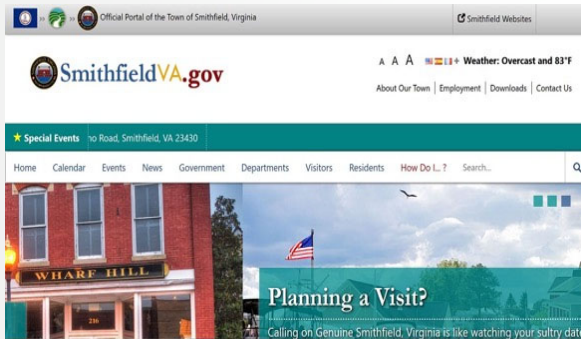 Official Portal of the Town of Smithfield, Virginia
Smithfield Websites
SmithfieldVA.gov
A A A
+ Weather: Overcast and 83°F
About Our Town | Employment | Downloads | Contact Us
Special Events
Road, Smithfield, VA 23430
Home Calendar Events News Government Departments Visitors Residents How Do I... ? Search...
WHARF HILL
216
Planning a Visit?
Calling on Genuine Smithfield, Virginia is like watching your sultry date